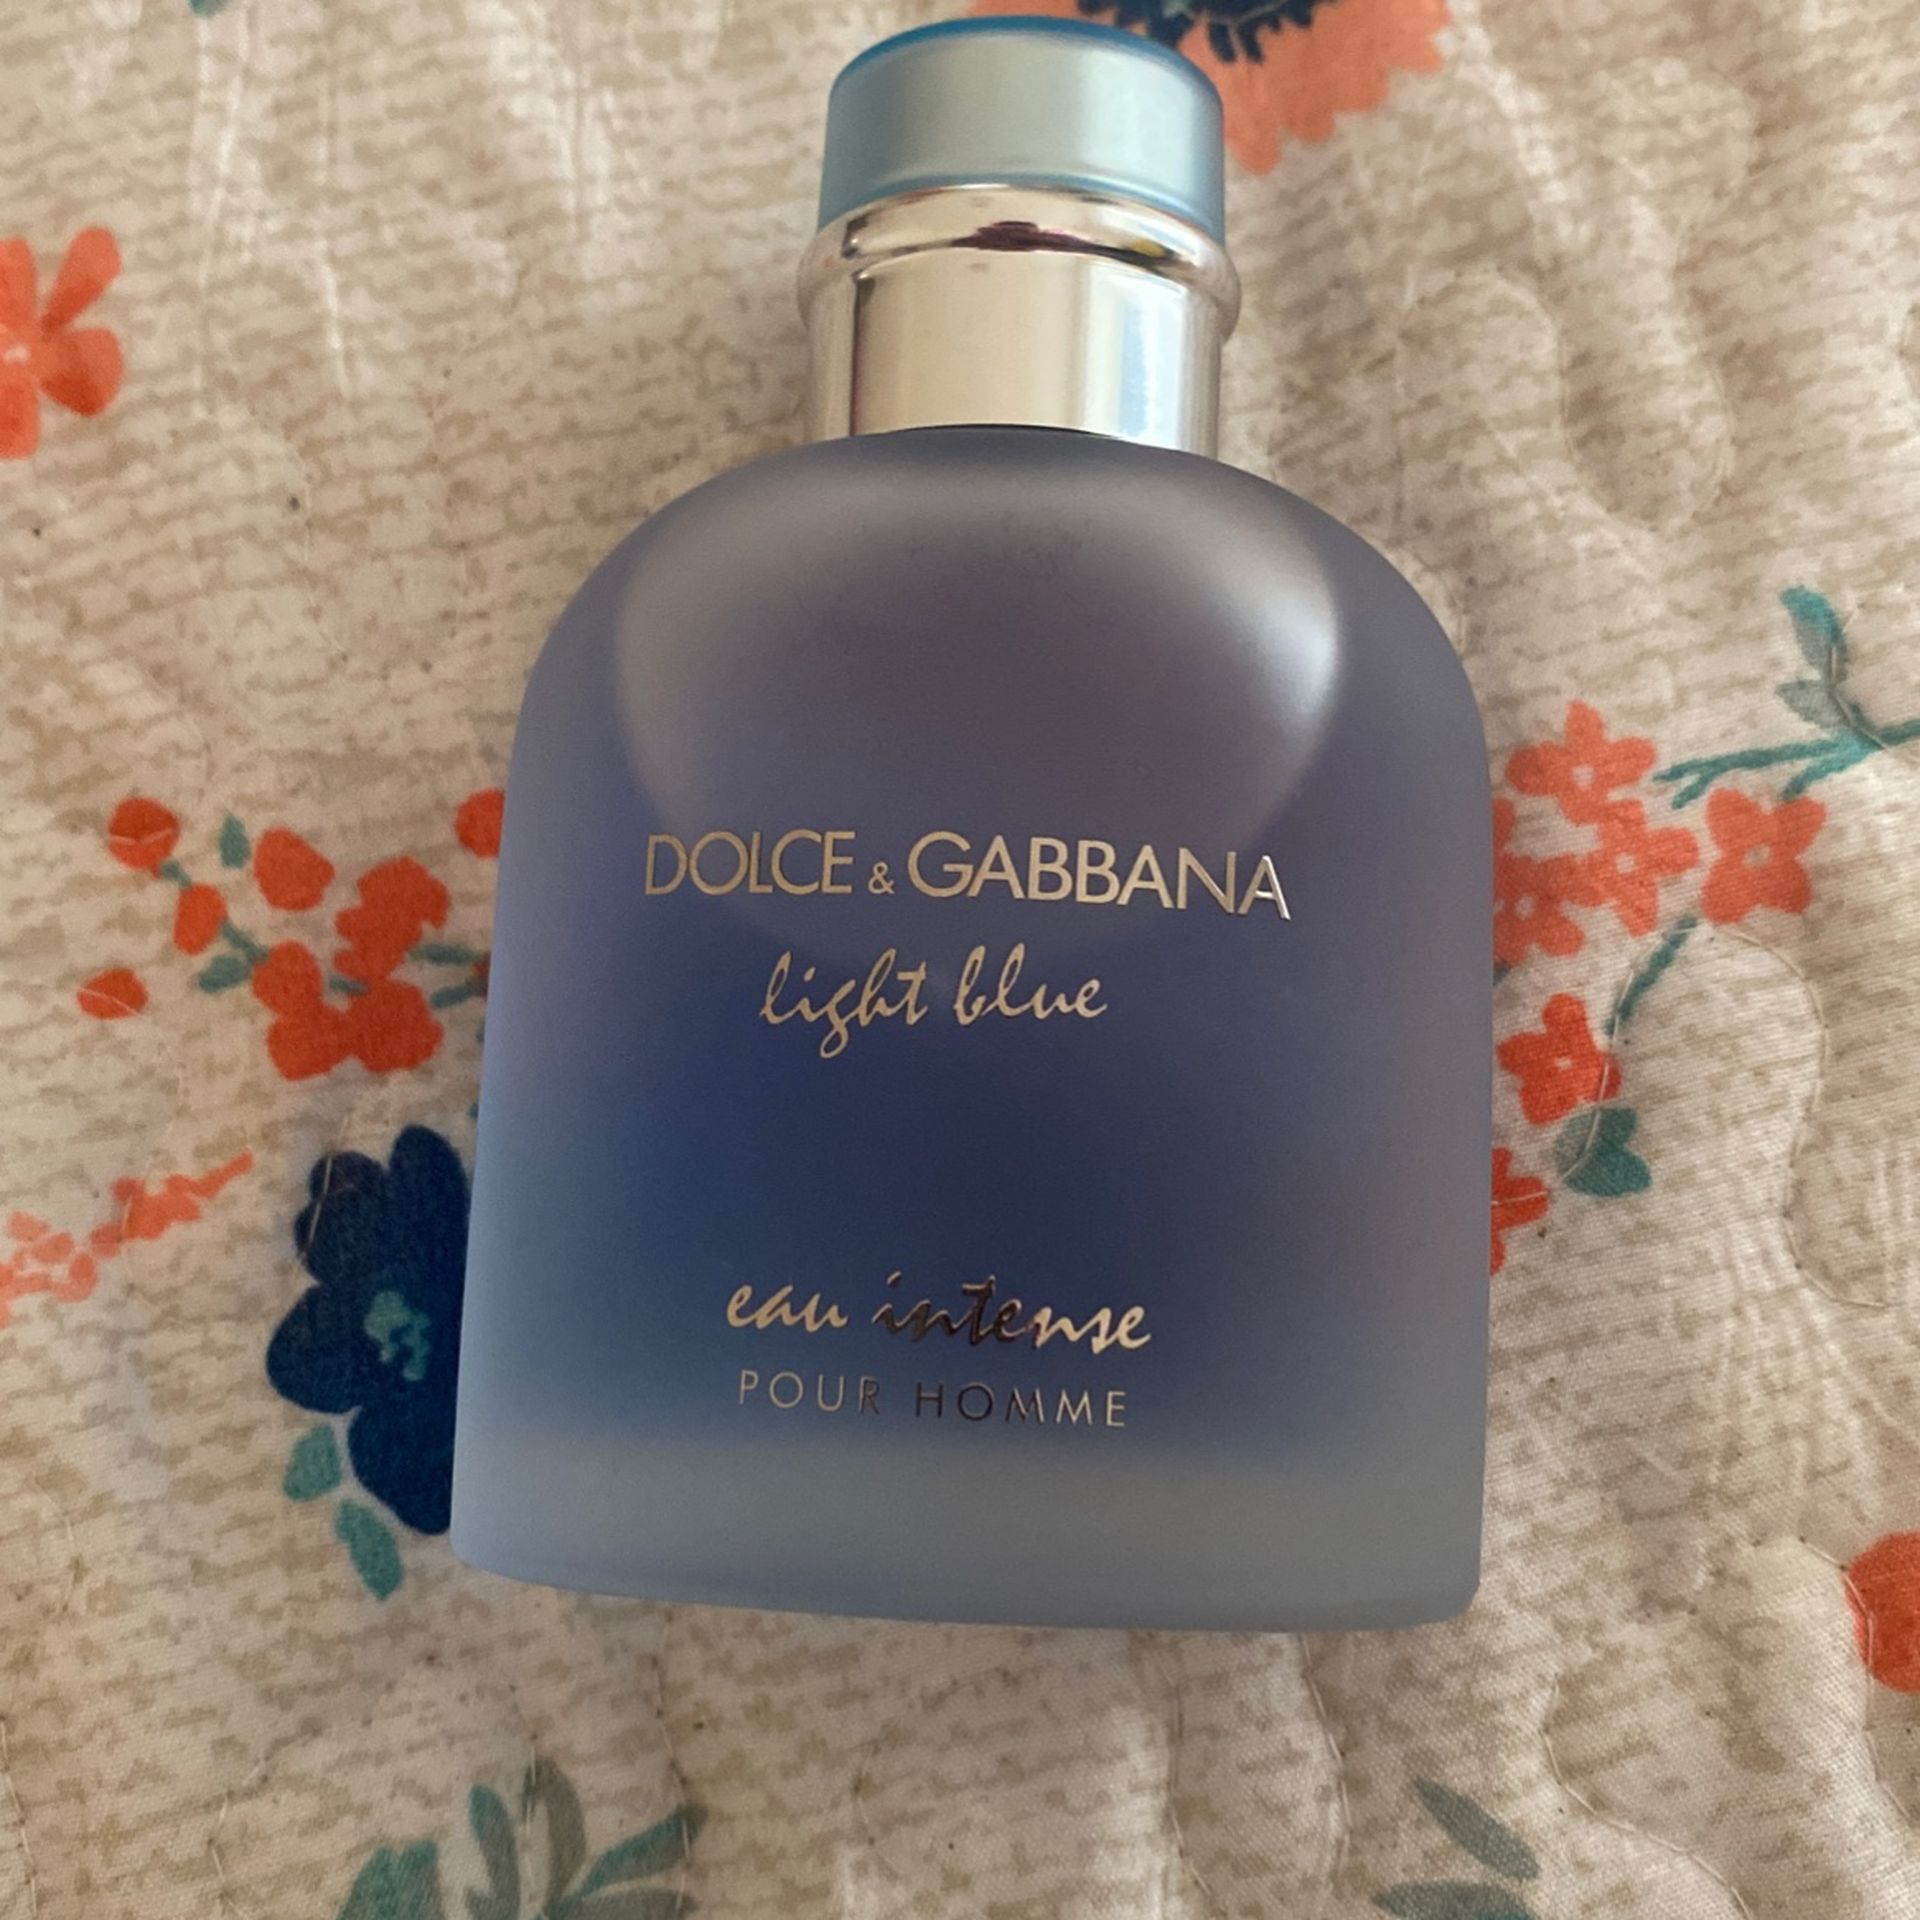 DOLCE & GABBANA
light blue
eau intense
POUR HOMME